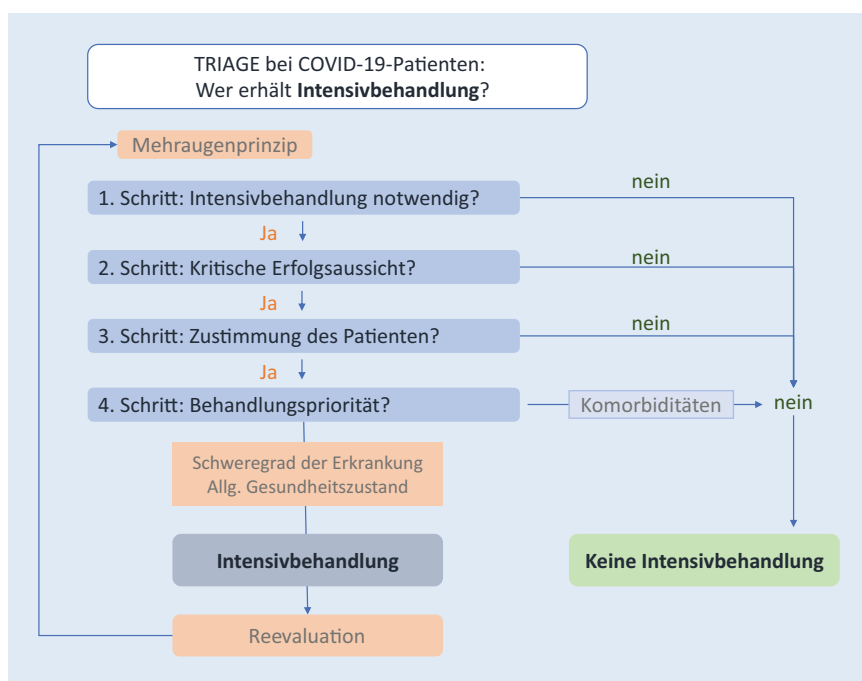 TRIAGE bei COVID-19-Patienten:
Wer erhält Intensivbehandlung?
Mehraugenprinzip
nein
1. Schritt: Intensivbehandlung notwendig?
Ja
nein
2. Schritt: Kritische Erfolgsaussicht?
Ja
nein
3. Schritt: Zustimmung des Patienten?
Ja
4. Schritt: Behandlungspriorität?
Komorbiditäten
nein
Schweregrad der Erkrankung
Allg. Gesundheitszustand
Intensivbehandlung
Keine Intensivbehandlung
Reevaluation